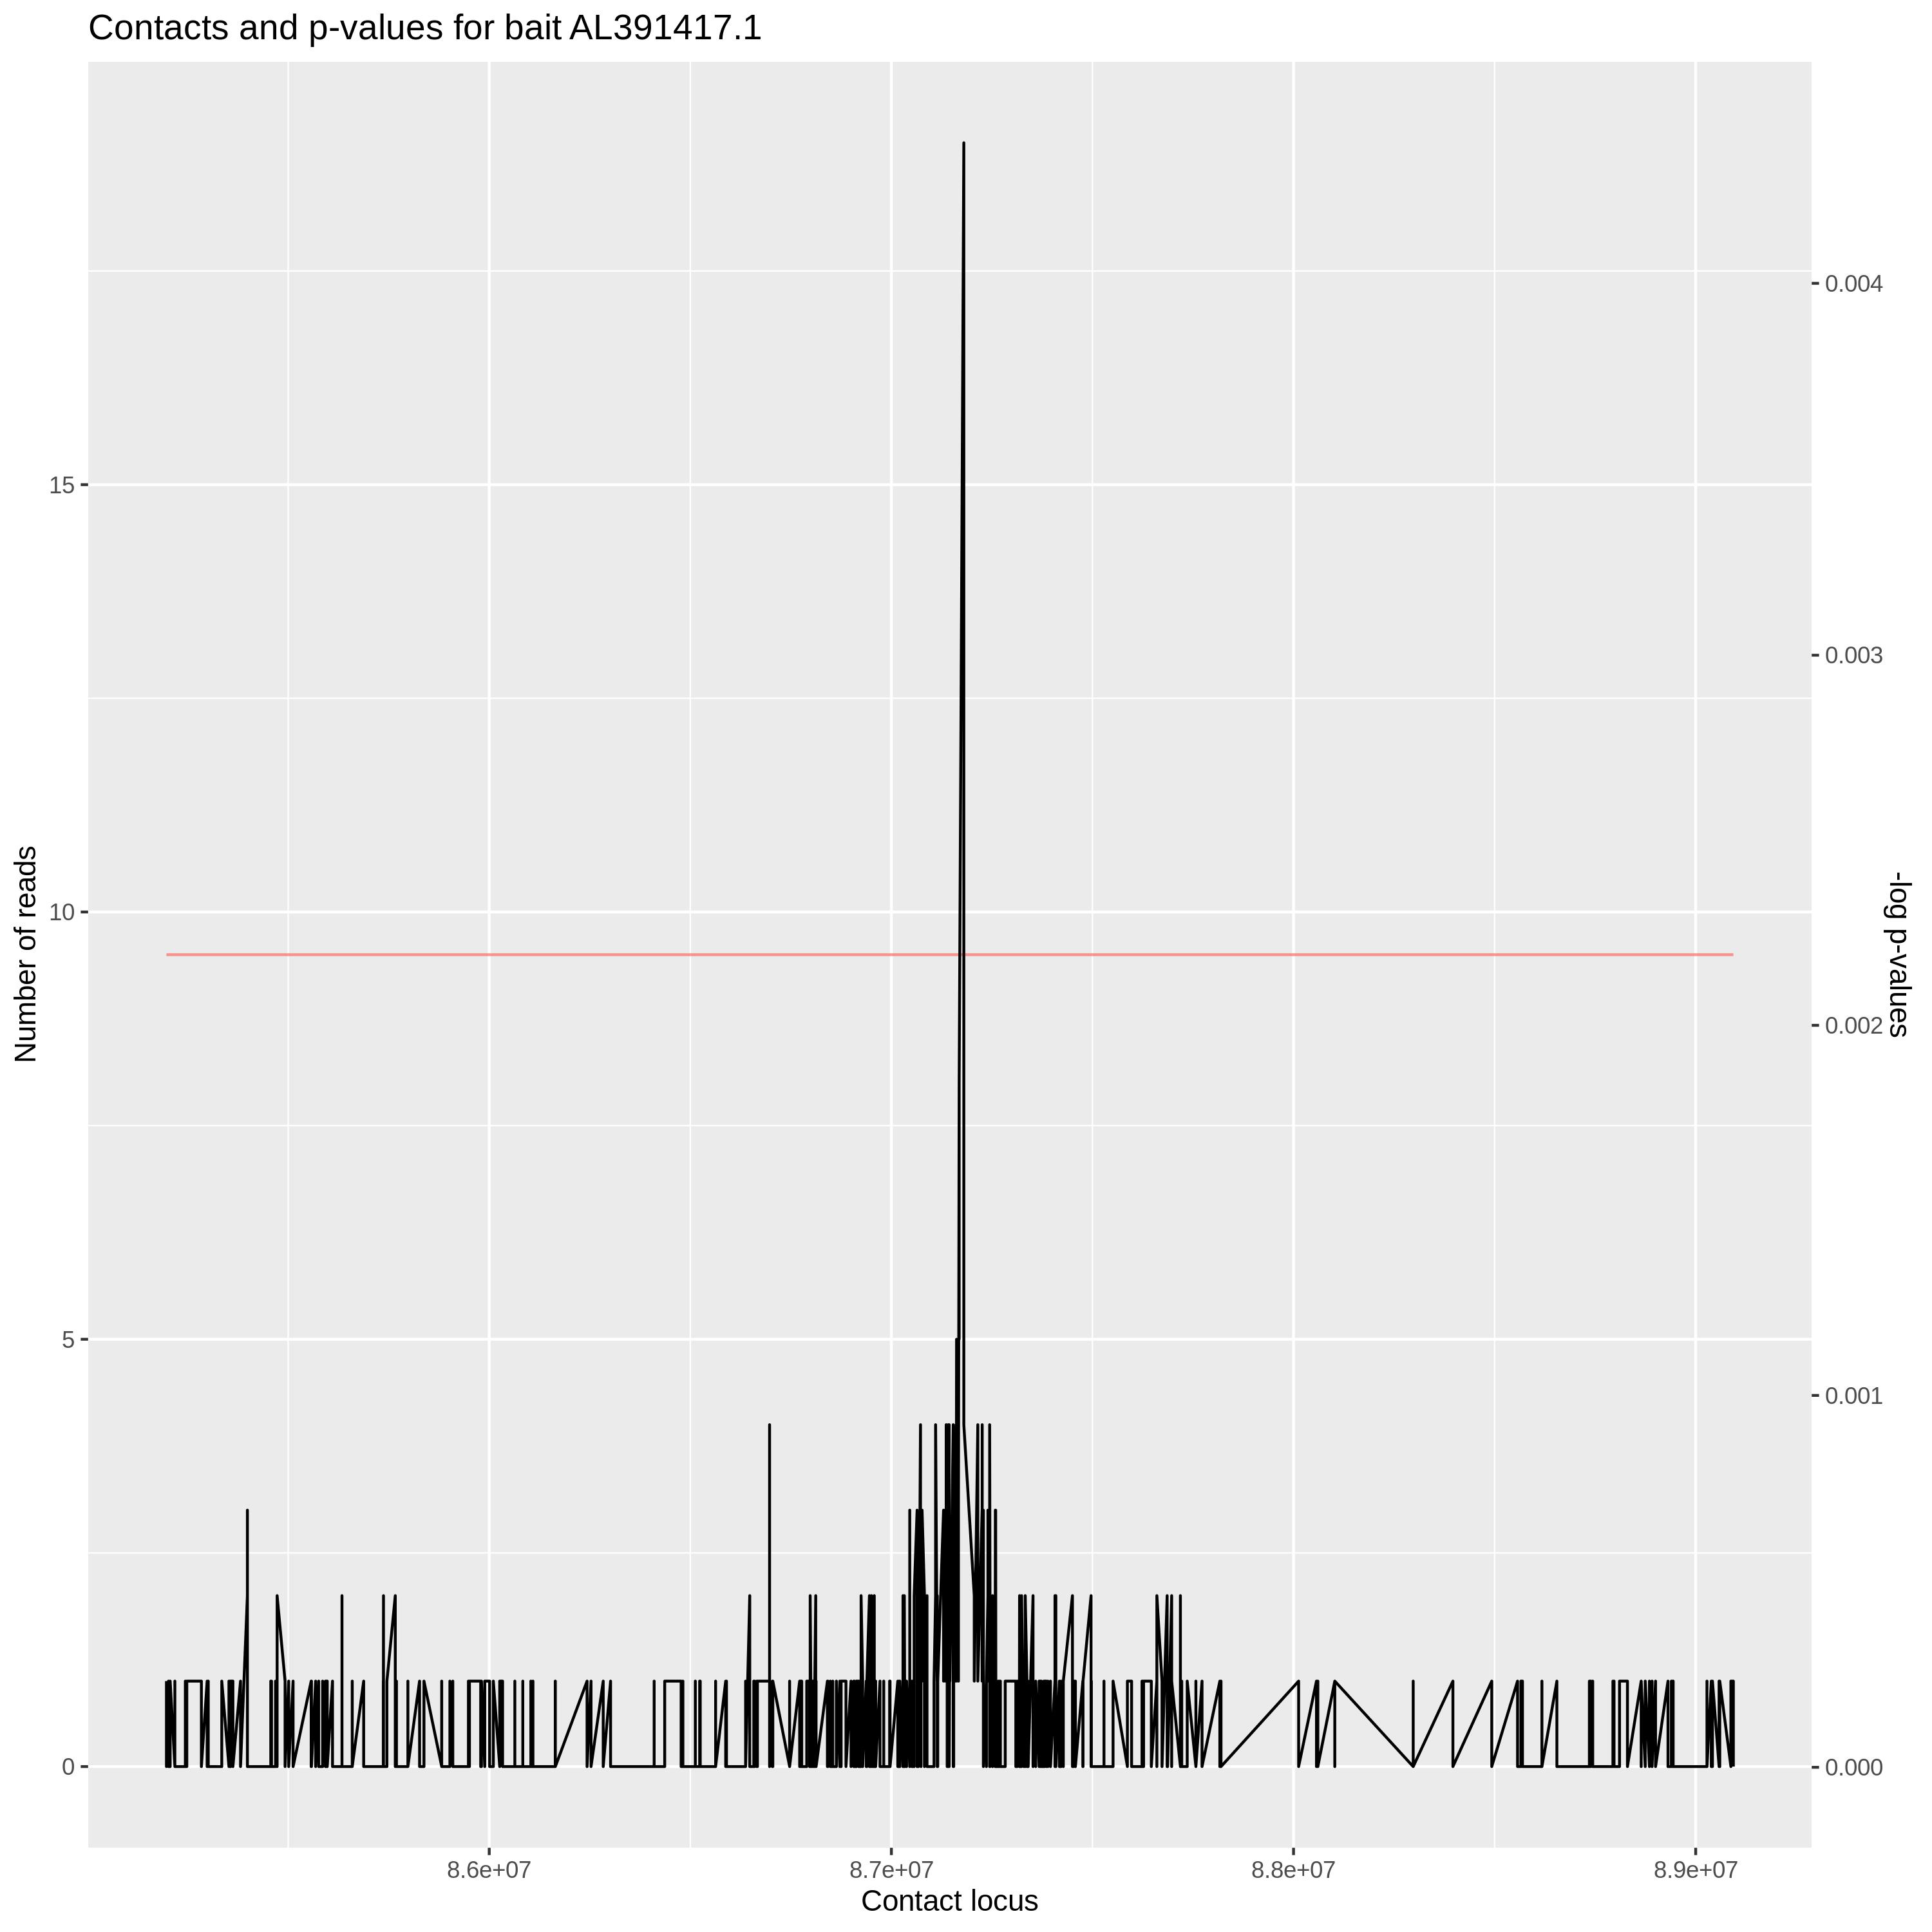 Contacts and p-values for bait AL391417.1
15
10
5
0
Number of reads
0.004
0.003
0.002
0.001
0.000
-log p-values
8.6e+07 8.7e+07 8.8e+07 8.9e+07
Contact locus